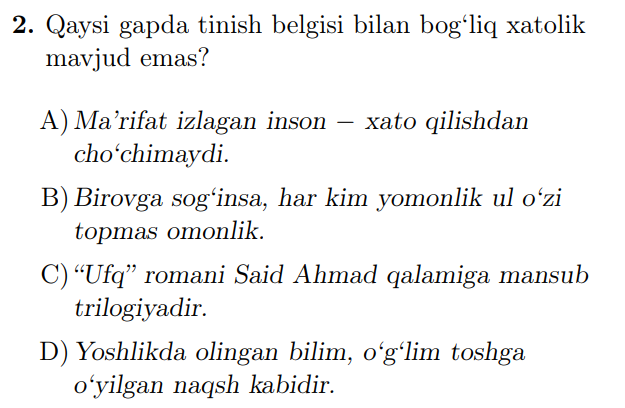 2. Qaysi gapda tinish belgisi bilan bog‘liq xatolik
mavjud emas?
A) Ma’rifat izlagan inson – xato qilishdan
cho‘chimaydi.
B) Birovga sog‘insa, har kim yomonlik ul o‘zi
topmas omonlik.
C) “Ufq” romani Said Ahmad qalamiga mansub
trilogiyadir.
D) Yoshlikda olingan bilim, o‘g‘lim toshga
o‘yilgan naqsh kabidir.